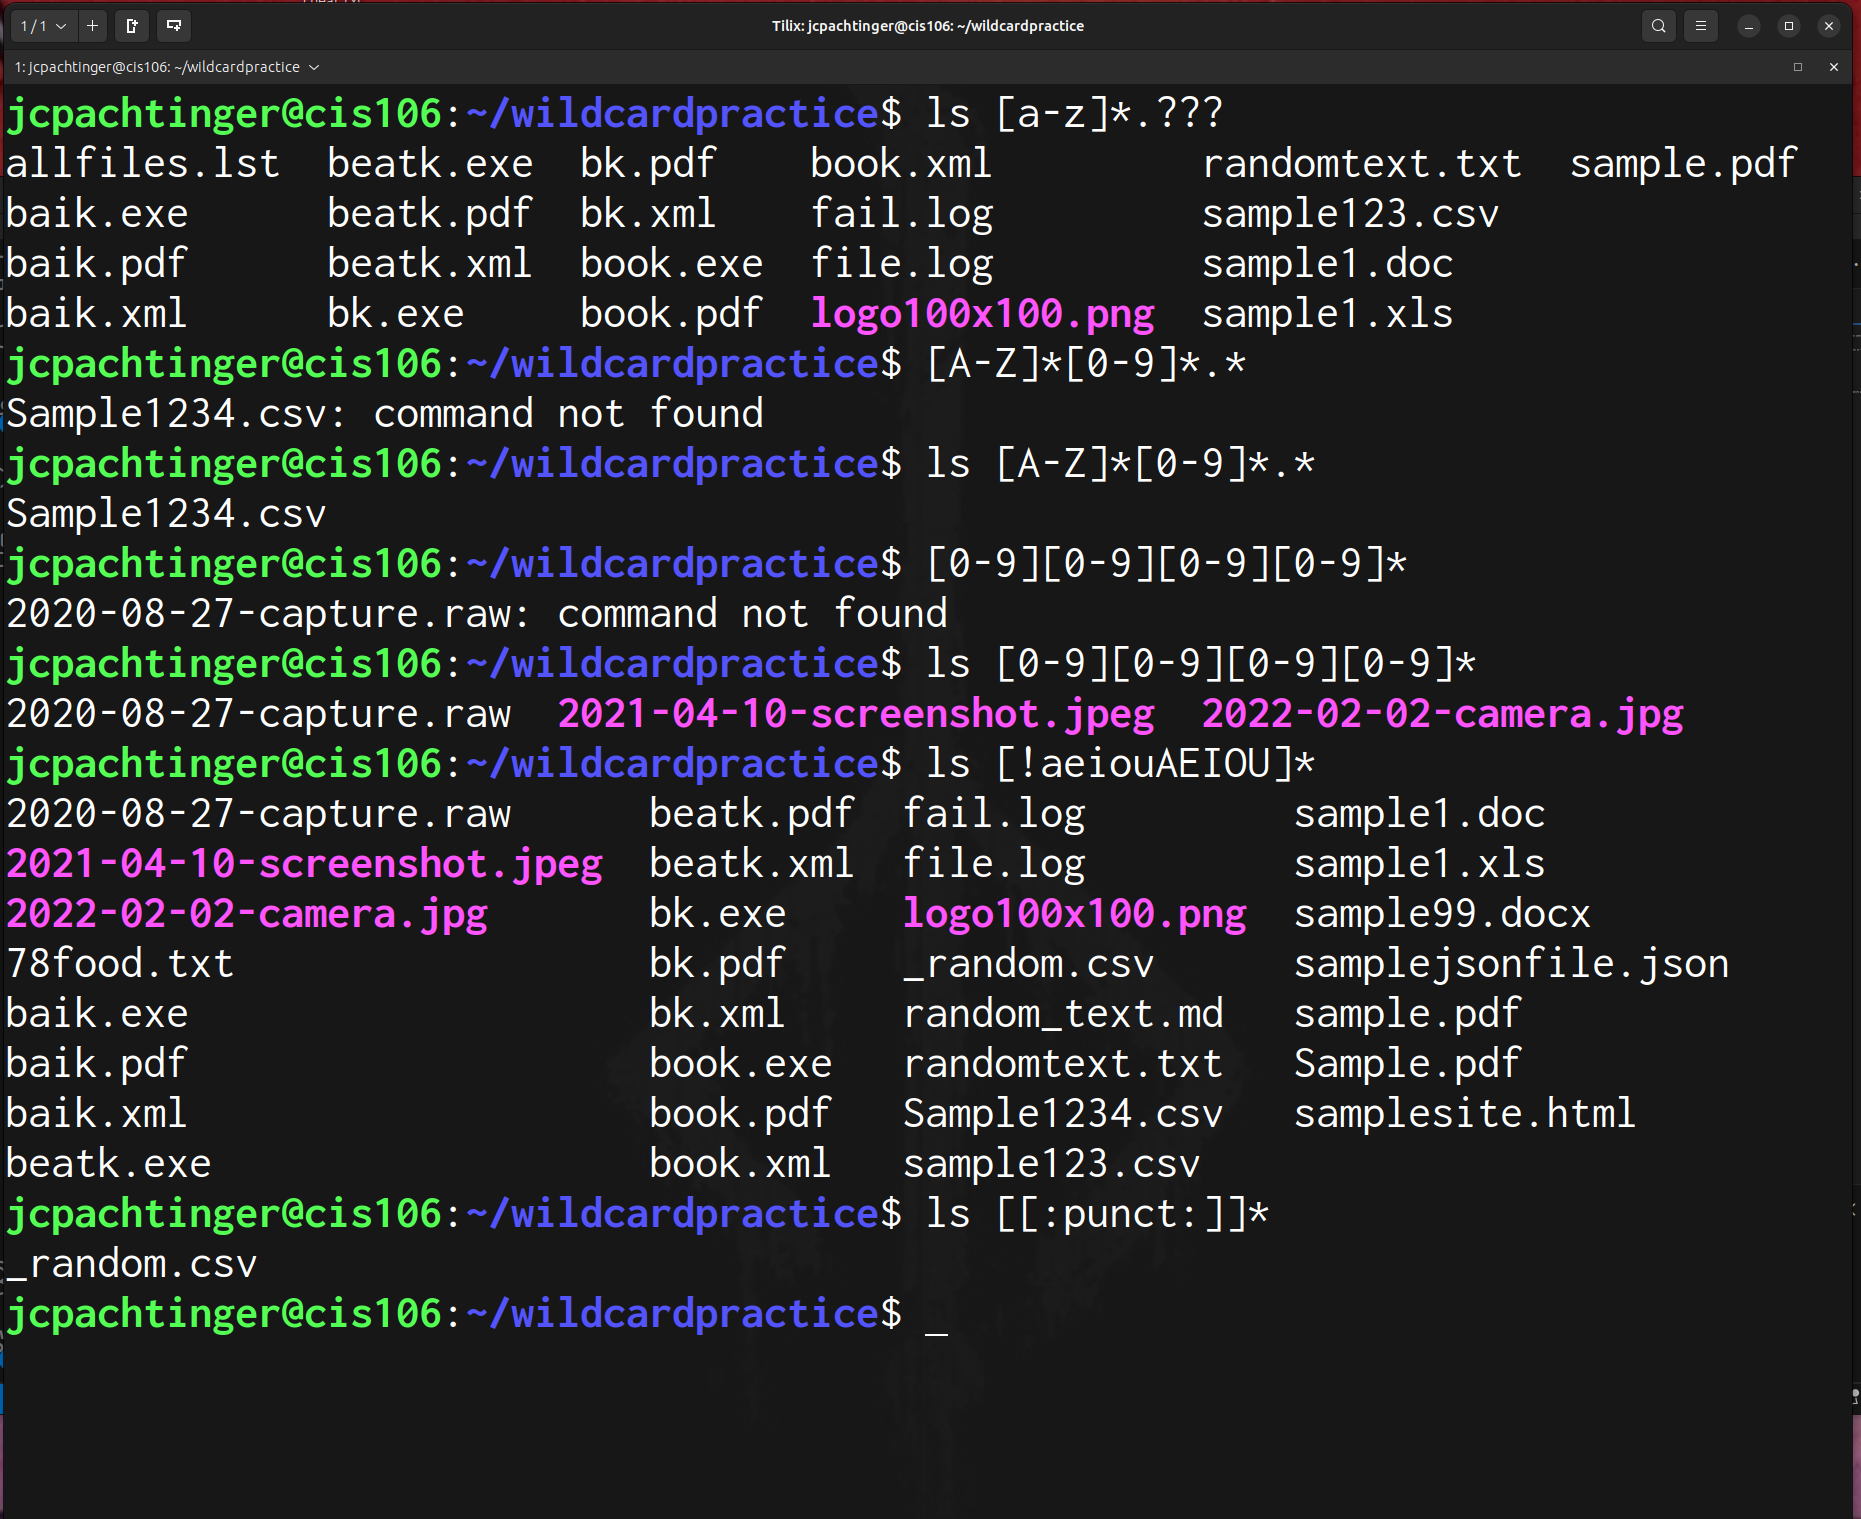 1 / 1
Tilix: jcpachtinger@cis106: ~/wildcardpractice
1: jcpachtinger@cis106: ~/wildcardpractice
jcpachtinger@cis106:~/wildcardpractice$ ls [a-z]*.???
allfiles.lst  beatk.exe  bk.pdf    book.xml         randomtext.txt  sample.pdf
baik.exe      beatk.pdf  bk.xml    fail.log         sample123.csv
baik.pdf      beatk.xml  book.exe  file.log         sample1.doc
baik.xml      bk.exe     book.pdf  logo100x100.png  sample1.xls
jcpachtinger@cis106:~/wildcardpractice$ [A-Z]*[0-9]*.*
Sample1234.csv: command not found
jcpachtinger@cis106:~/wildcardpractice$ ls [A-Z]*[0-9]*.*
Sample1234.csv
jcpachtinger@cis106:~/wildcardpractice$ [0-9][0-9][0-9][0-9]*
2020-08-27-capture.raw: command not found
jcpachtinger@cis106:~/wildcardpractice$ ls [0-9][0-9][0-9][0-9]*
2020-08-27-capture.raw  2021-04-10-screenshot.jpeg  2022-02-02-camera.jpg
jcpachtinger@cis106:~/wildcardpractice$ ls [!aeiouAEIOU]*
2020-08-27-capture.raw      beatk.pdf  fail.log         sample1.doc
2021-04-10-screenshot.jpeg  beatk.xml  file.log         sample1.xls
2022-02-02-camera.jpg       bk.exe     logo100x100.png  sample99.docx
78food.txt                  bk.pdf     _random.csv      samplejsonfile.json
baik.exe                    bk.xml     random_text.md   sample.pdf
baik.pdf                    book.exe   randomtext.txt   Sample.pdf
baik.xml                    book.pdf   Sample1234.csv   samplesite.html
beatk.exe                   book.xml   sample123.csv
jcpachtinger@cis106:~/wildcardpractice$ ls [[:punct:]]*
_random.csv
jcpachtinger@cis106:~/wildcardpractice$ _